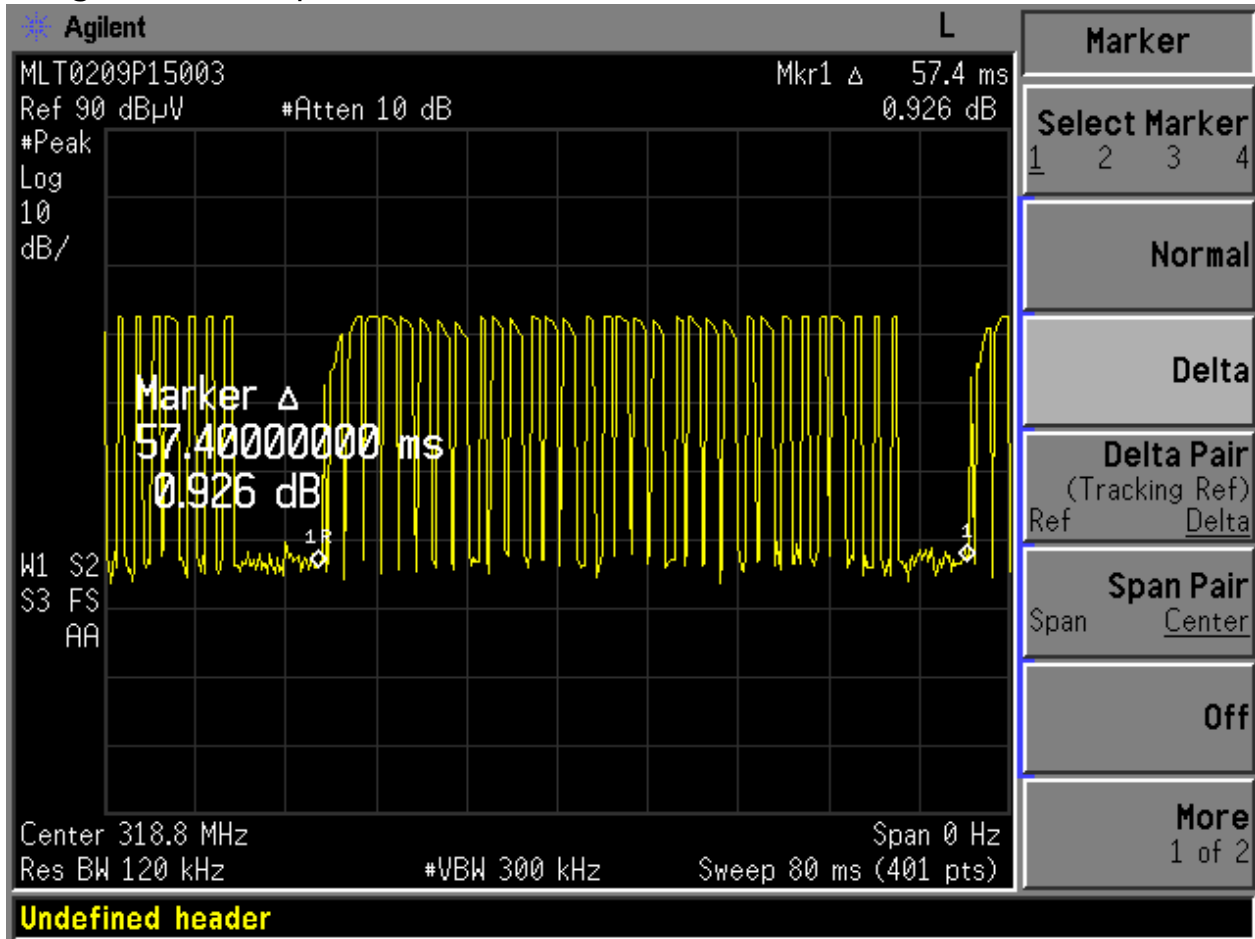 Agilent L
MLT0209P15003 Mkr1 Δ 57.4 ms
Ref 90 dBµV #Atten 10 dB 0.926 dB
#Peak
Log
10
dB/
Marker Δ
57.40000000 ms
0.926 dB
1R
1
W1 S2
S3 FS
AA
Center 318.8 MHz Span 0 Hz
Res BW 120 kHz #VBW 300 kHz Sweep 80 ms (401 pts)
Undefined header
Marker
Select Marker
1 2 3 4
Normal
Delta
Delta Pair
(Tracking Ref)
Ref Delta
Span Pair
Span Center
Off
More
1 of 2